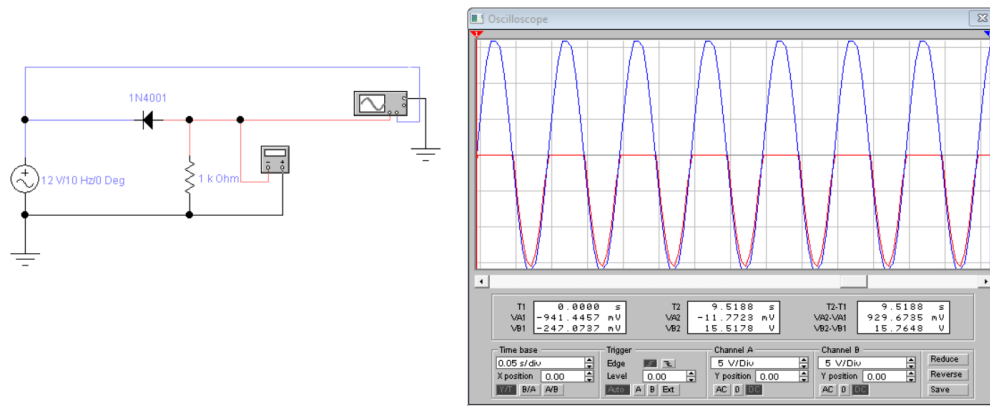 1N4001
12 V/10 Hz/0 Deg
1 k Ohm
Oscilloscope
1
T1 0.0000 s
VA1 -941.4457 mV
VB1 -247.0737 mV
T2 9.5188 s
VA2 -11.7723 mV
VB2 15.5178 V
T2-T1 9.5188 s
VA2-VA1 929.6735 mV
VB2-VB1 15.7648 V
Time base
0.05 s/div
X position 0.00
Y/T B/A A/B
Trigger
Edge
Level 0.00
Auto A B Ext
Channel A
5 V/Div
Y position 0.00
AC 0 DC
Channel B
5 V/Div
Y position 0.00
AC 0 DC
Reduce
Reverse
Save